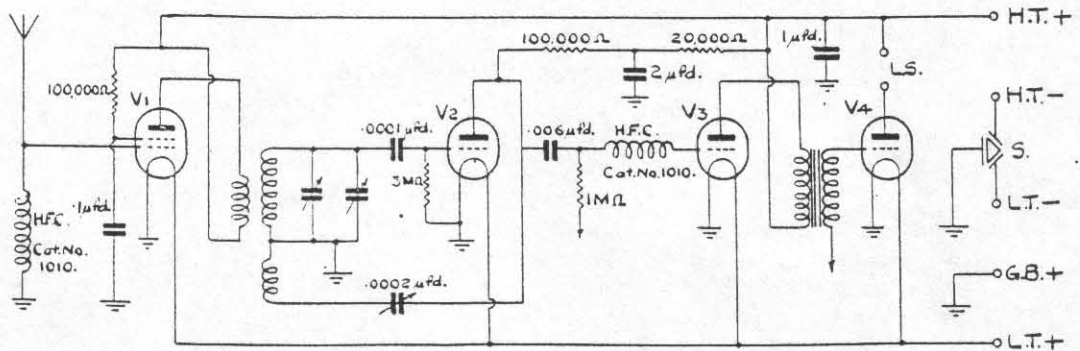 H.T.+
100,000Ω
20,000Ω
1µfd.
2µfd.
L.S.
100,000Ω
V1
V2
V3
V4
.0001µfd.
.006µfd.
H.F.C.
Cat.No.1010.
H.T.-
S.
3MΩ
1MΩ
L.T.-
H.F.C.
Cat.No.
1010.
.1µfd.
.0002µfd.
G.B.+
L.T.+